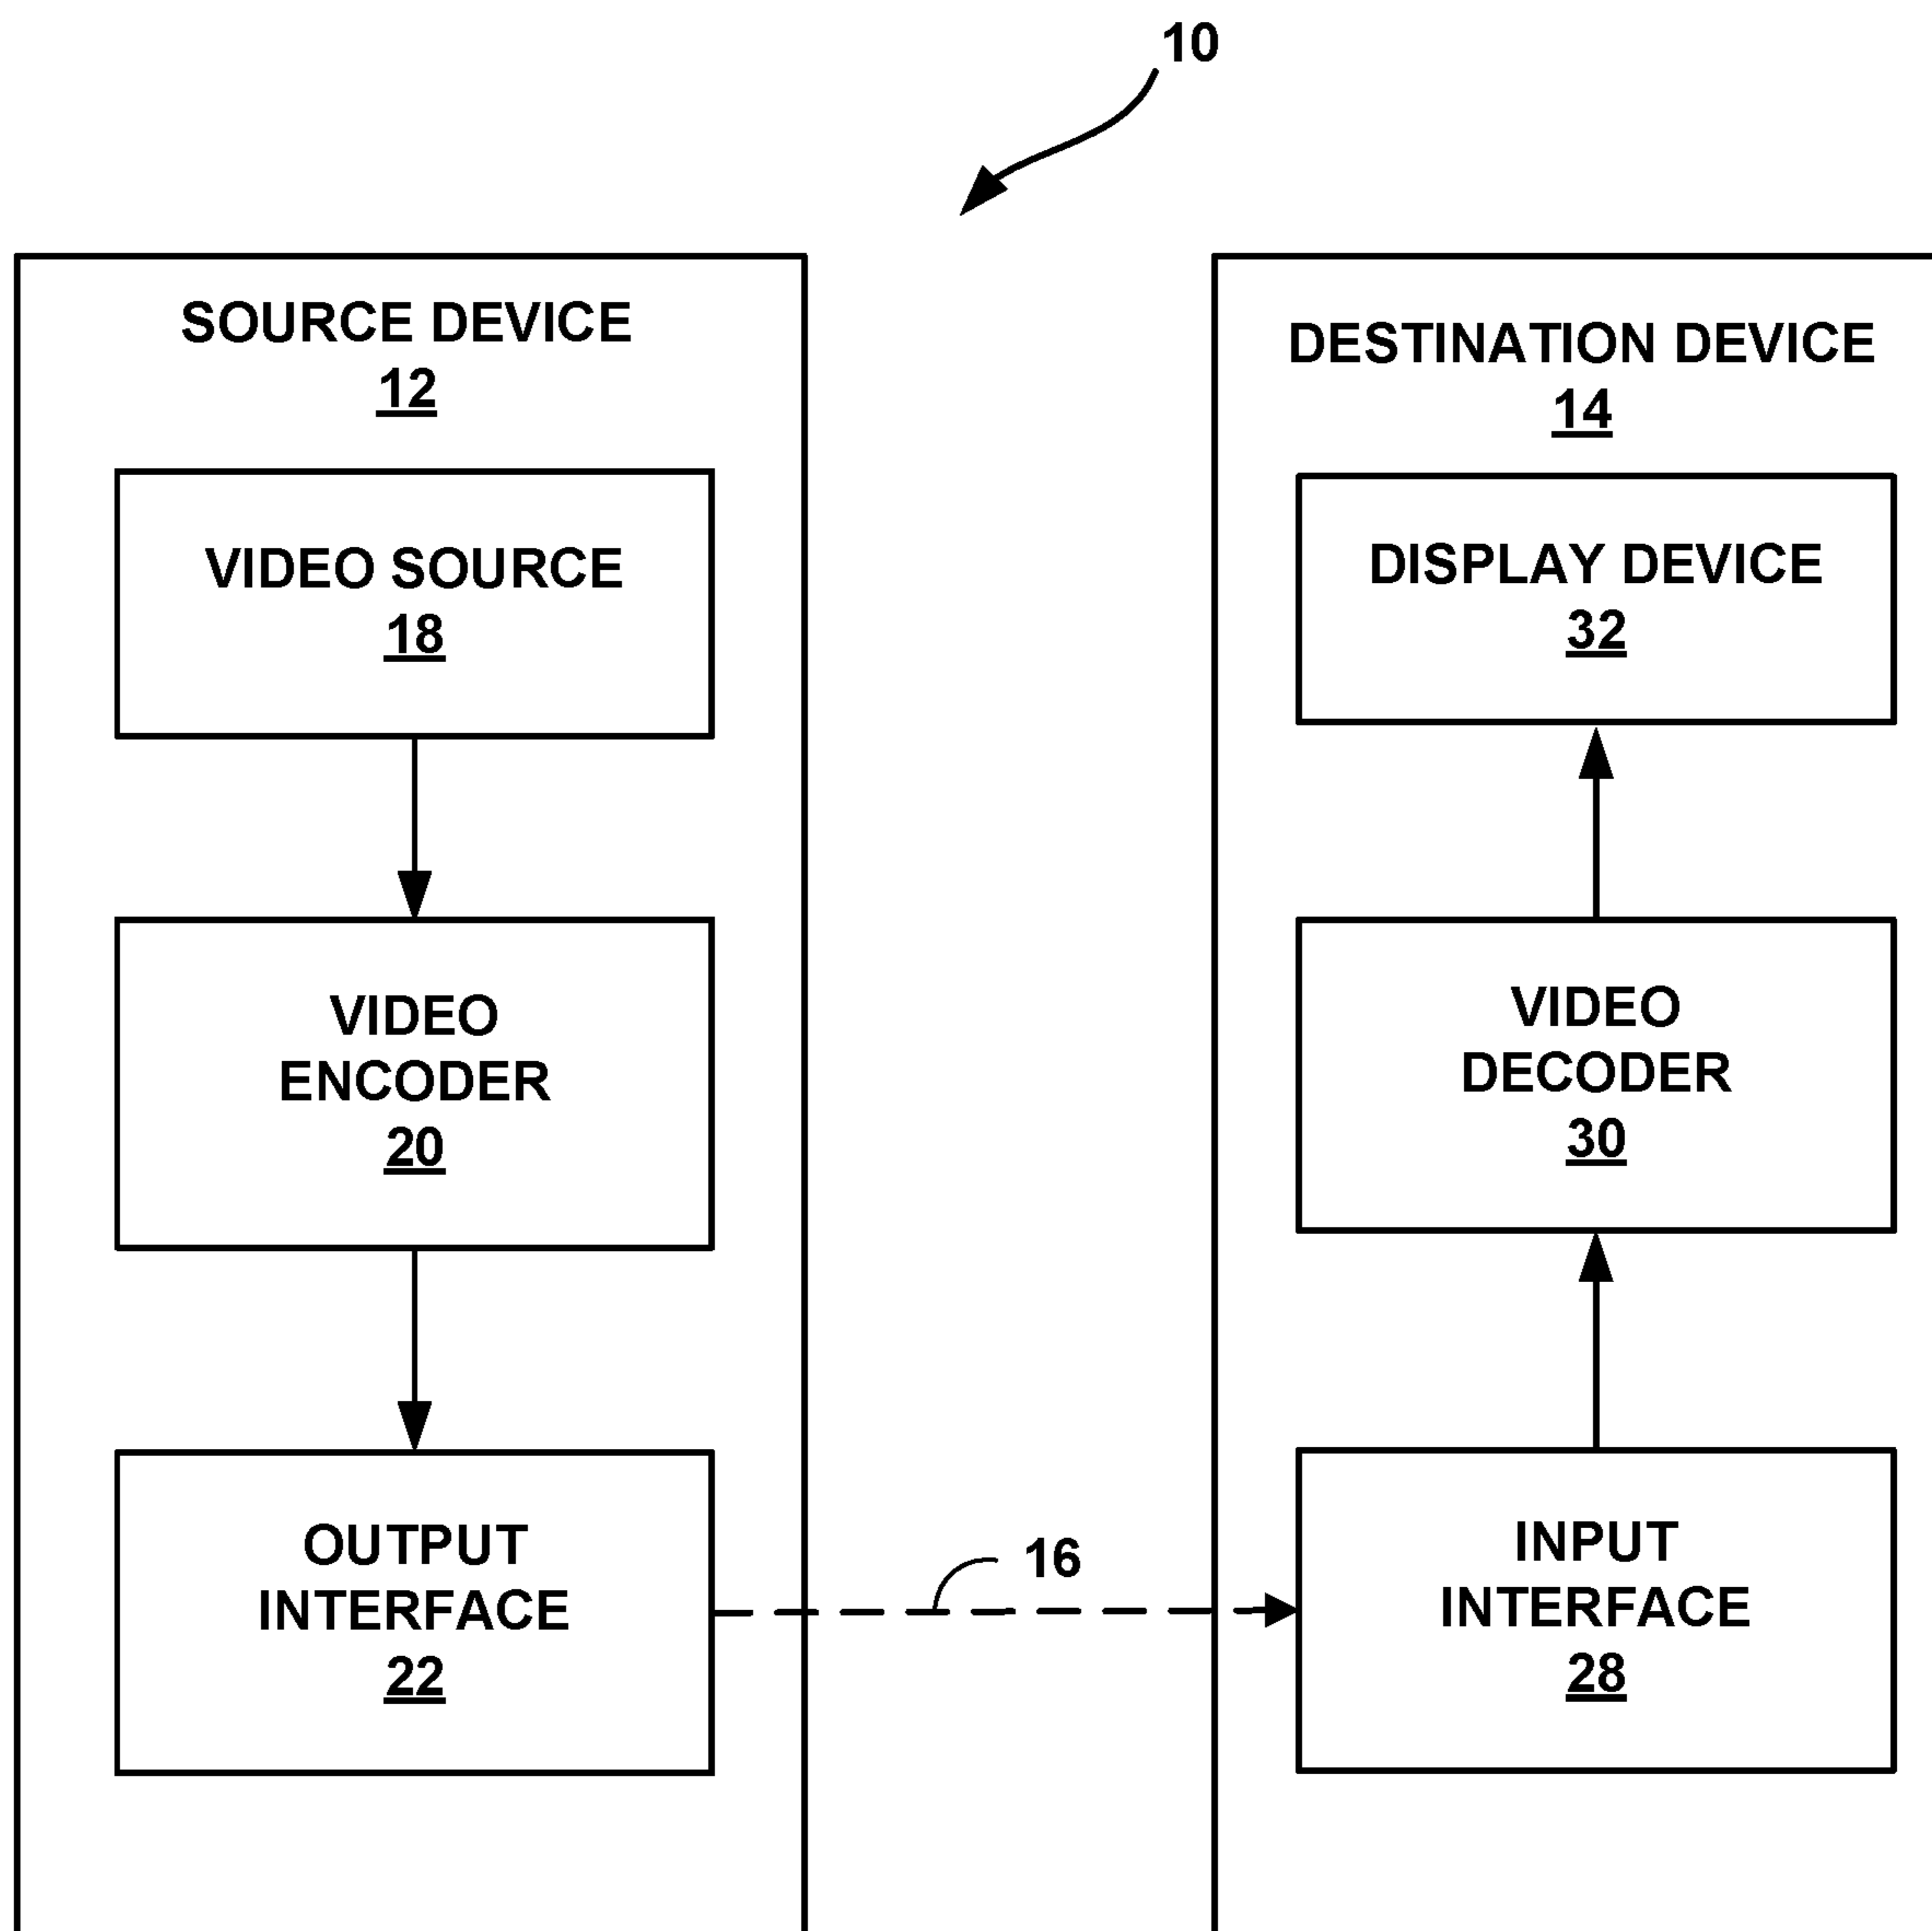 10
SOURCE DEVICE
12
VIDEO SOURCE
18
VIDEO
ENCODER
20
OUTPUT
INTERFACE
22
16
DESTINATION DEVICE
14
DISPLAY DEVICE
32
VIDEO
DECODER
30
INPUT
INTERFACE
28